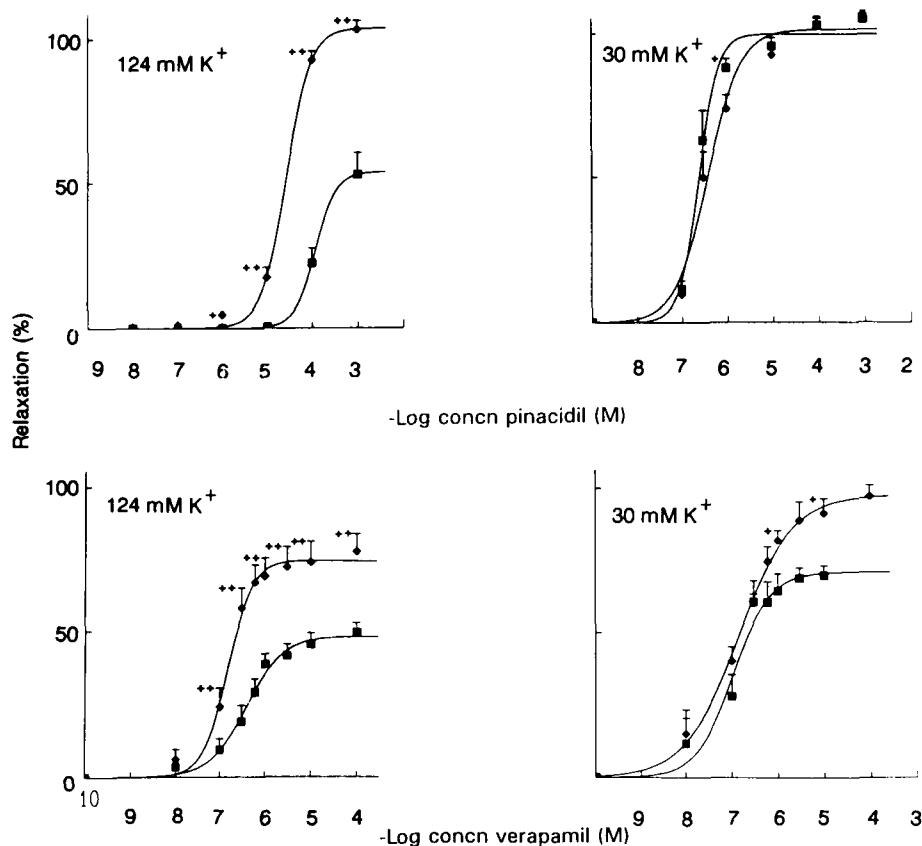 100
50
0
124 mM K+
++
++
++
+
9 8 7 6 5 4 3
30 mM K+
+
8 7 6 5 4 3 2
Relaxation (%)
-Log concn pinacidil (M)
100
50
0
124 mM K+
++
++
++
++
++
++
10 9 8 7 6 5 4
30 mM K+
+
+
8 7 6 5 4 3
9
-Log concn verapamil (M)